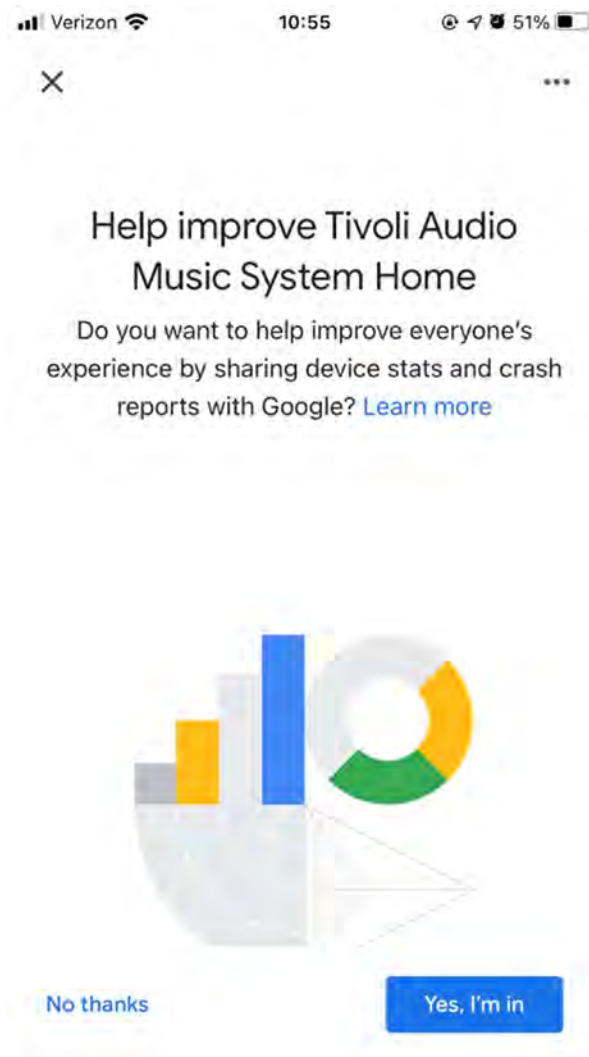 Verizon 10:55 51%
Help improve Tivoli Audio
Music System Home
Do you want to help improve everyone's
experience by sharing device stats and crash
reports with Google? Learn more
No thanks Yes, I'm in